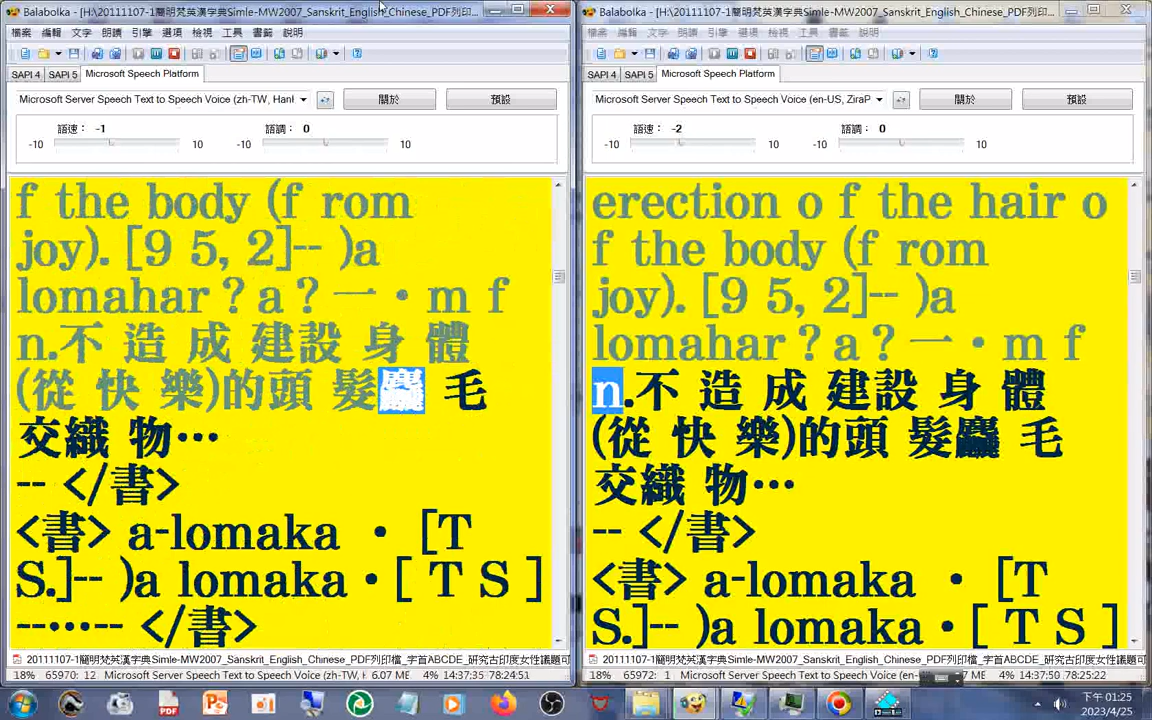 Balabolka - [H:\20111107-1簡明梵英漢字典Simle-MW2007_Sanskrit_English_Chinese_PDF列印...
檔案 編輯 文字 朗讀 引擎 選項 檢視 工具 書籤 說明
SAPI 4 SAPI 5 Microsoft Speech Platform
Microsoft Server Speech Text to Speech Voice (zh-TW, Hanl 關於 預設
語速： -1 語調： 0
-10 10 -10 10
f the body (f rom
joy). [9 5, 2]-- )a
lomahar？a？一・m f
n.不 造 成 建設 身 體
(從 快 樂)的頭 髮麤 毛
交織 物…
-- </書>
<書> a-lomaka ・ [T
S.]-- )a lomaka・[ T S ]
--…-- </書>
20111107-1簡明梵英漢字典Simle-MW2007_Sanskrit_English_Chinese_PDF列印檔_字首ABCDE_研究古印度女性議題可
18% 65970: 12 Microsoft Server Speech Text to Speech Voice (zh-TW, H 6.07 ME 4% 14:37:35 78:24:51
Balabolka - [H:\20111107-1簡明梵英漢字典Simle-MW2007_Sanskrit_English_Chinese_PDF列印...
檔案 編輯 文字 朗讀 引擎 選項 檢視 工具 書籤 說明
SAPI 4 SAPI 5 Microsoft Speech Platform
Microsoft Server Speech Text to Speech Voice (en-US, ZiraP 關於 預設
語速： -2 語調： 0
-10 10 -10 10
erection o f the hair o
f the body (f rom
joy). [9 5, 2]-- )a
lomahar？a？一・m f
n.不 造 成 建設 身 體
(從 快 樂)的頭 髮麤 毛
交織 物…
-- </書>
<書> a-lomaka ・ [T
S.]-- )a lomaka・[ T S ]
20111107-1簡明梵英漢字典Simle-MW2007_Sanskrit_English_Chinese_PDF列印檔_字首ABCDE_研究古印度女性議題可
18% 65972: 1 Microsoft Server Speech Text to Speech Voice (en-US, Z 6.07 ME 4% 14:37:50 78:25:22
下午 01:25
2023/4/25